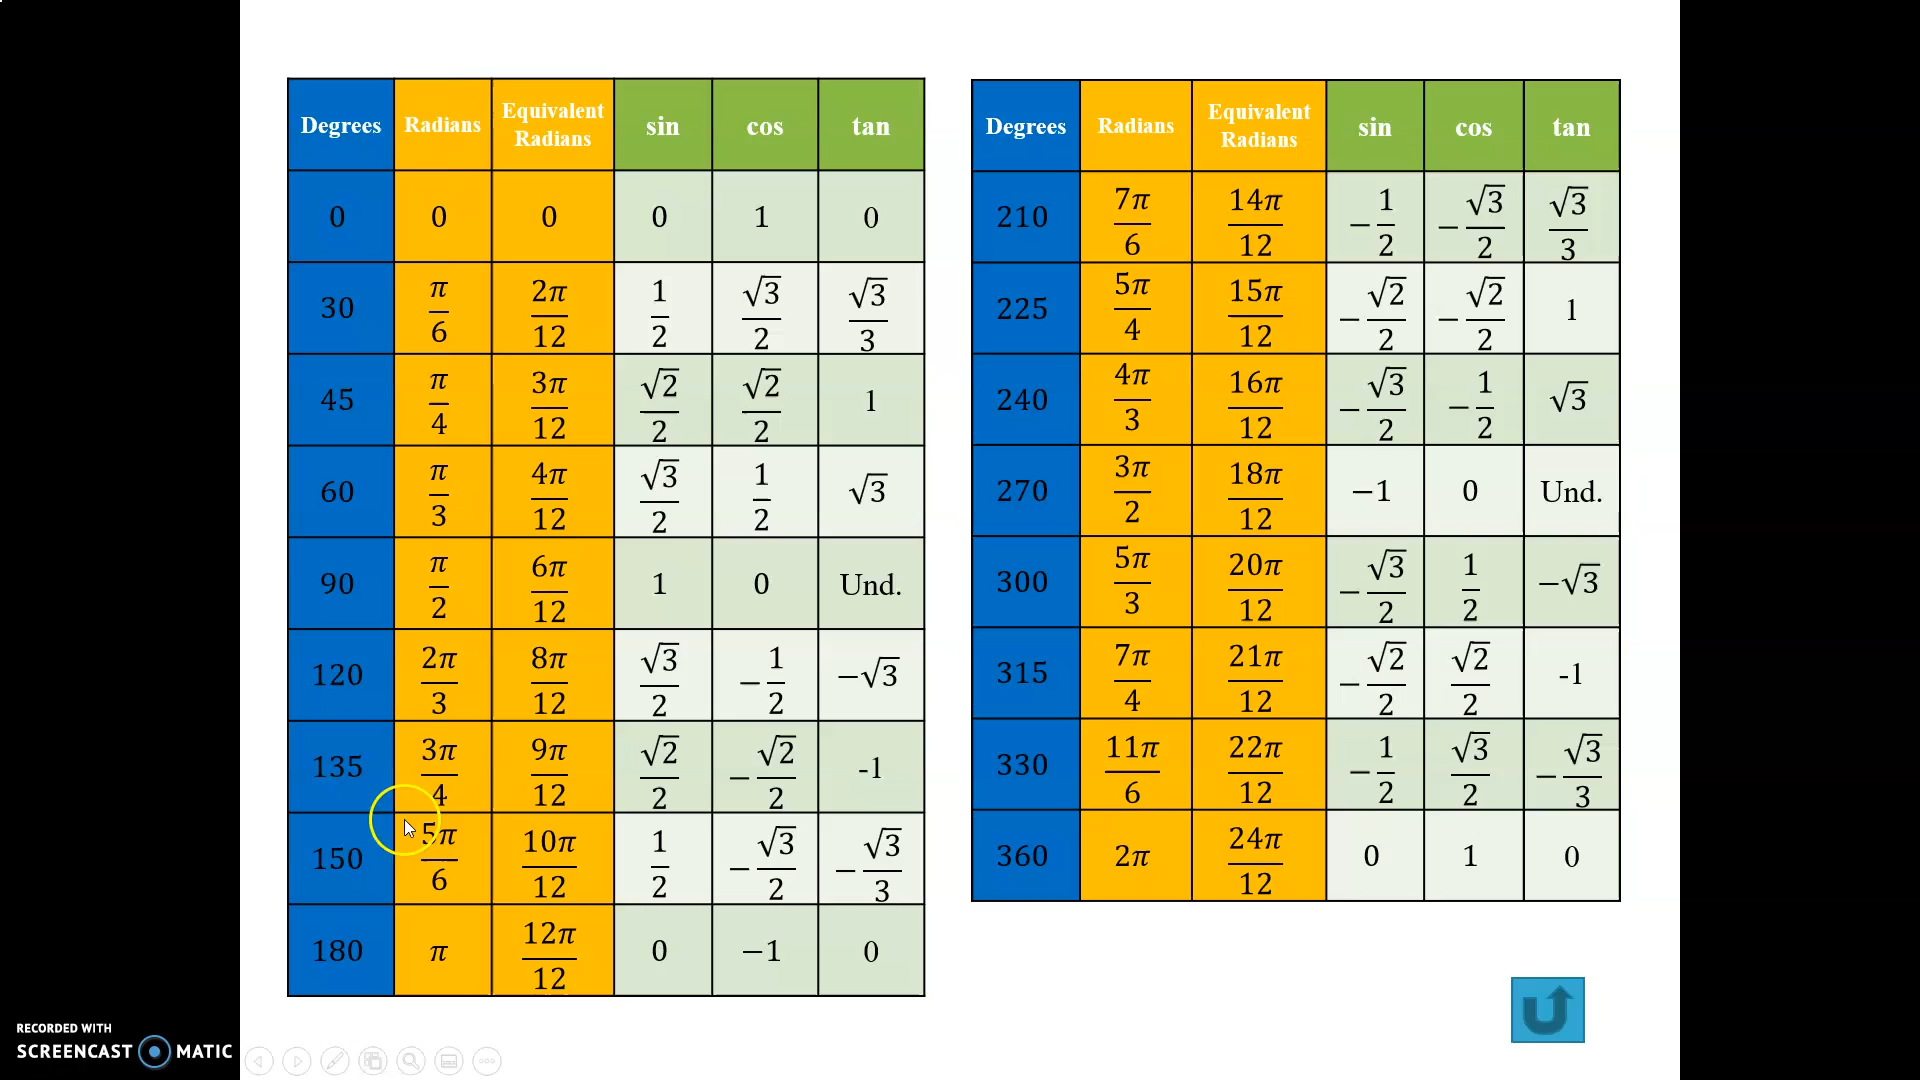 Degrees Radians Equivalent Radians sin cos tan
0 0 0 0 1 0
30 π/6 2π/12 1/2 √3/2 √3/3
45 π/4 3π/12 √2/2 √2/2 1
60 π/3 4π/12 √3/2 1/2 √3
90 π/2 6π/12 1 0 Und.
120 2π/3 8π/12 √3/2 −1/2 −√3
135 3π/4 9π/12 √2/2 −√2/2 -1
150 5π/6 10π/12 1/2 −√3/2 −√3/3
180 π 12π/12 0 −1 0
Degrees Radians Equivalent Radians sin cos tan
210 7π/6 14π/12 −1/2 −√3/2 √3/3
225 5π/4 15π/12 −√2/2 −√2/2 1
240 4π/3 16π/12 −√3/2 −1/2 √3
270 3π/2 18π/12 −1 0 Und.
300 5π/3 20π/12 −√3/2 1/2 −√3
315 7π/4 21π/12 −√2/2 √2/2 -1
330 11π/6 22π/12 −1/2 √3/2 −√3/3
360 2π 24π/12 0 1 0
RECORDED WITH
SCREENCAST MATIC